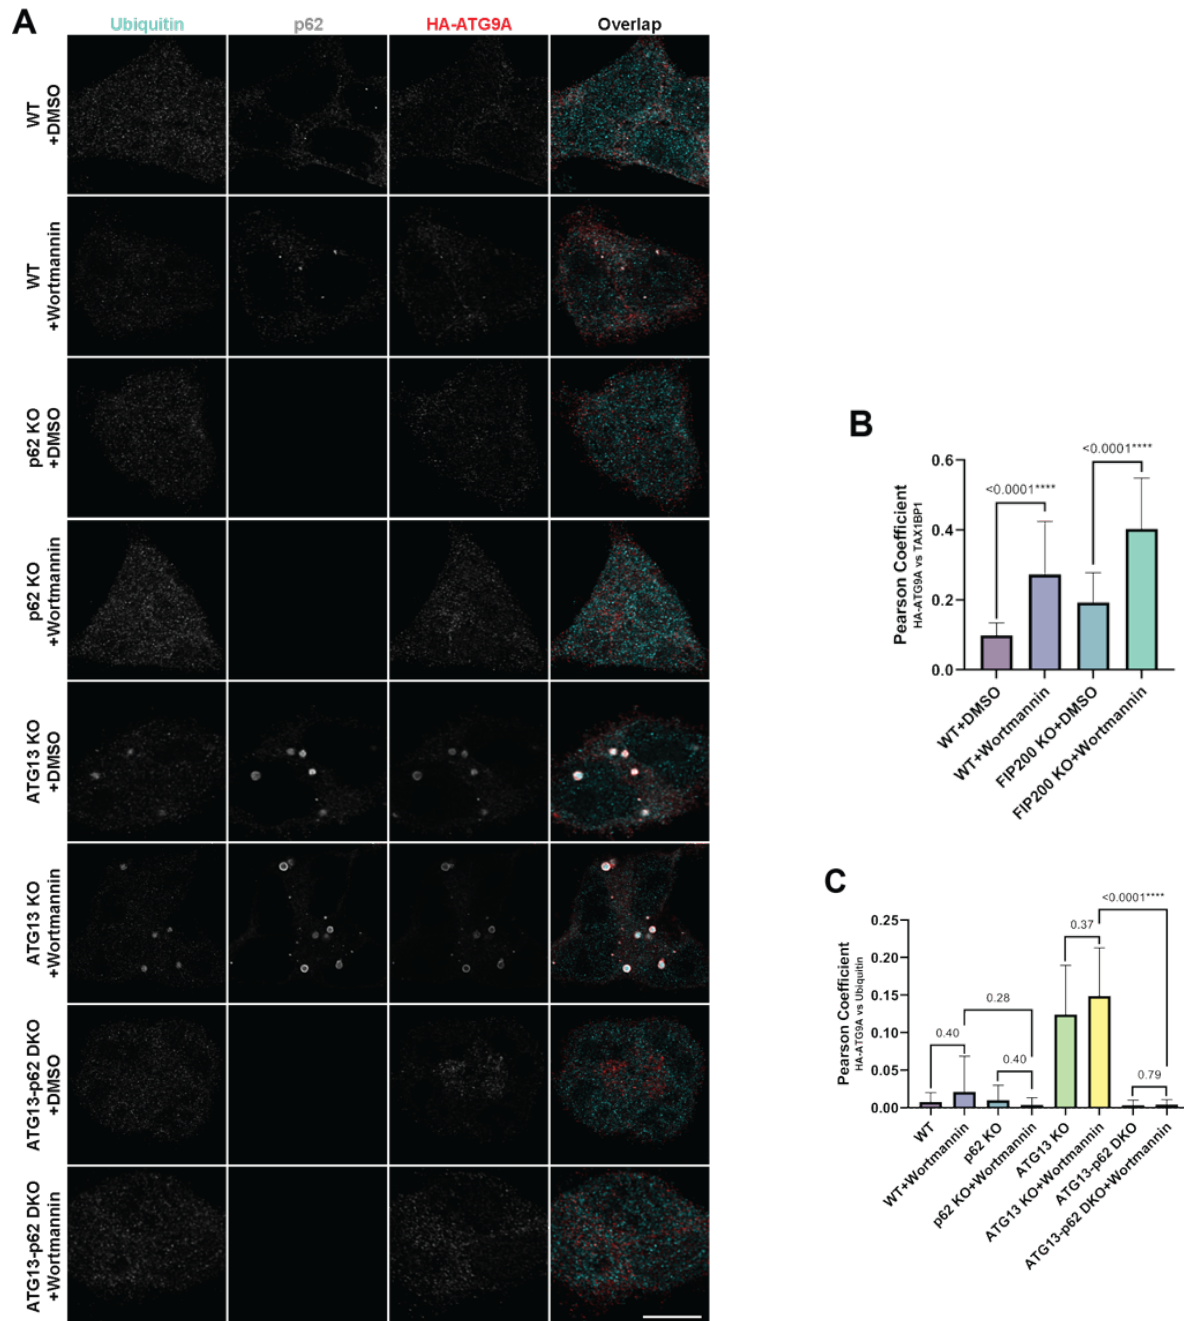 A
Ubiquitin
p62
HA-ATG9A
Overlap
WT
+DMSO
WT
+Wortmannin
p62 KO
+DMSO
p62 KO
+Wortmannin
ATG13 KO
+DMSO
ATG13 KO
+Wortmannin
ATG13-p62 DKO
+DMSO
ATG13-p62 DKO
+Wortmannin
B
Pearson Coefficient
HA-ATG9A vs TAX1BP1
0.6
0.4
0.2
0.0
<0.0001****
<0.0001****
WT+DMSO
WT+Wortmannin
FIP200 KO+DMSO
FIP200 KO+Wortmannin
C
Pearson Coefficient
HA-ATG9A vs Ubiquitin
0.25
0.20
0.15
0.10
0.05
0.00
0.40
0.28
0.40
0.37
<0.0001****
0.79
WT
WT+Wortmannin
p62 KO
p62 KO+Wortmannin
ATG13 KO
ATG13 KO+Wortmannin
ATG13-p62 DKO
ATG13-p62 DKO+Wortmannin